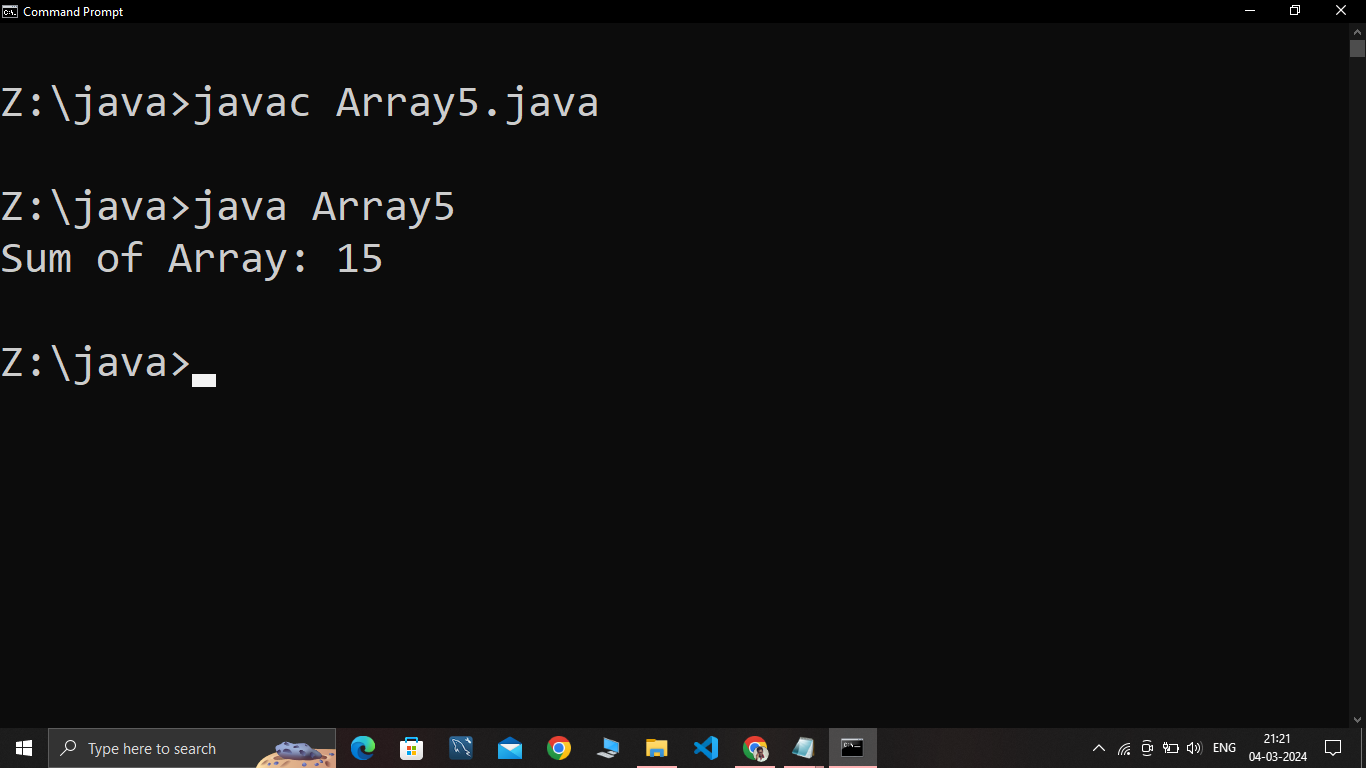 Command Prompt
Z:\java>javac Array5.java
Z:\java>java Array5
Sum of Array: 15
Z:\java>
Type here to search
ENG
21:21
04-03-2024